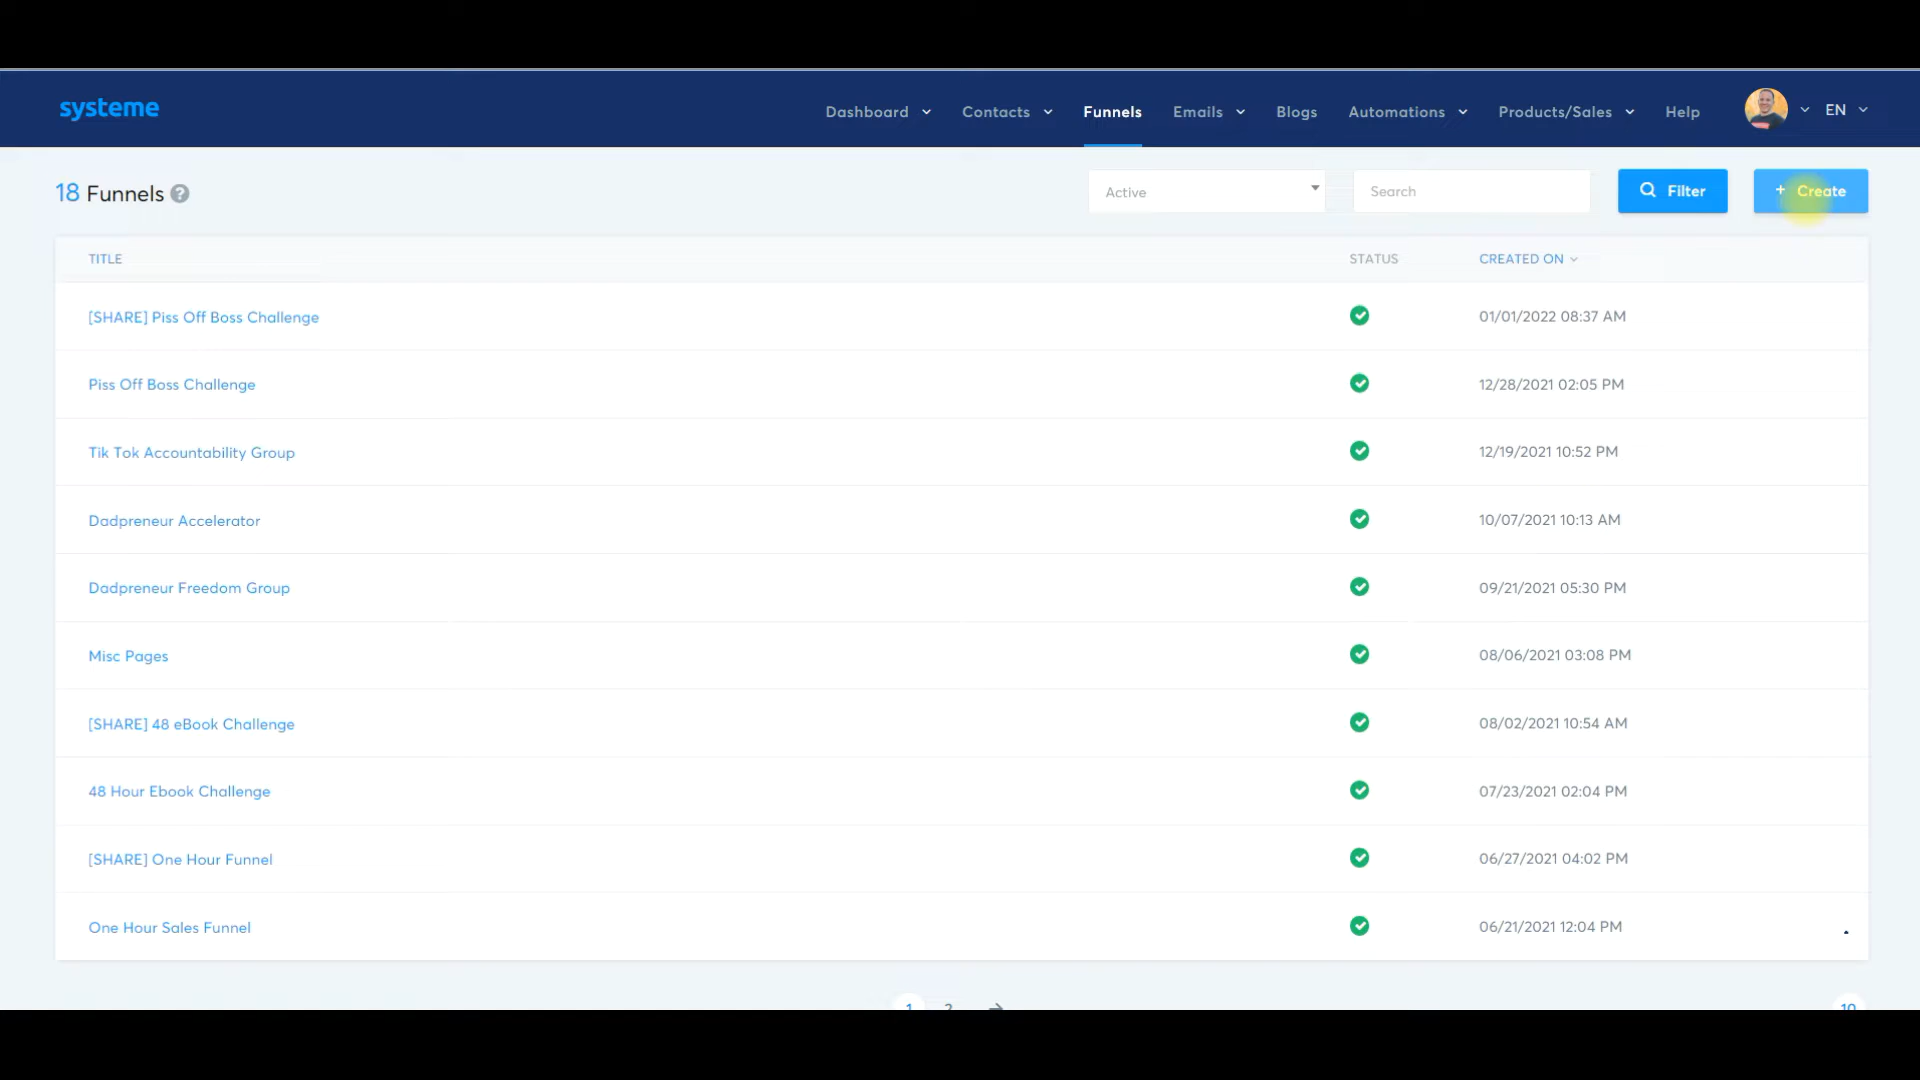 systeme
Dashboard Contacts Funnels Emails Blogs Automations Products/Sales Help EN
18 Funnels ?
Active
Search
Filter
+ Create
TITLE STATUS CREATED ON
[SHARE] Piss Off Boss Challenge 01/01/2022 08:37 AM
Piss Off Boss Challenge 12/28/2021 02:05 PM
Tik Tok Accountability Group 12/19/2021 10:52 PM
Dadpreneur Accelerator 10/07/2021 10:13 AM
Dadpreneur Freedom Group 09/21/2021 05:30 PM
Misc Pages 08/06/2021 03:08 PM
[SHARE] 48 eBook Challenge 08/02/2021 10:54 AM
48 Hour Ebook Challenge 07/23/2021 02:04 PM
[SHARE] One Hour Funnel 06/27/2021 04:02 PM
One Hour Sales Funnel 06/21/2021 12:04 PM
1 2 10